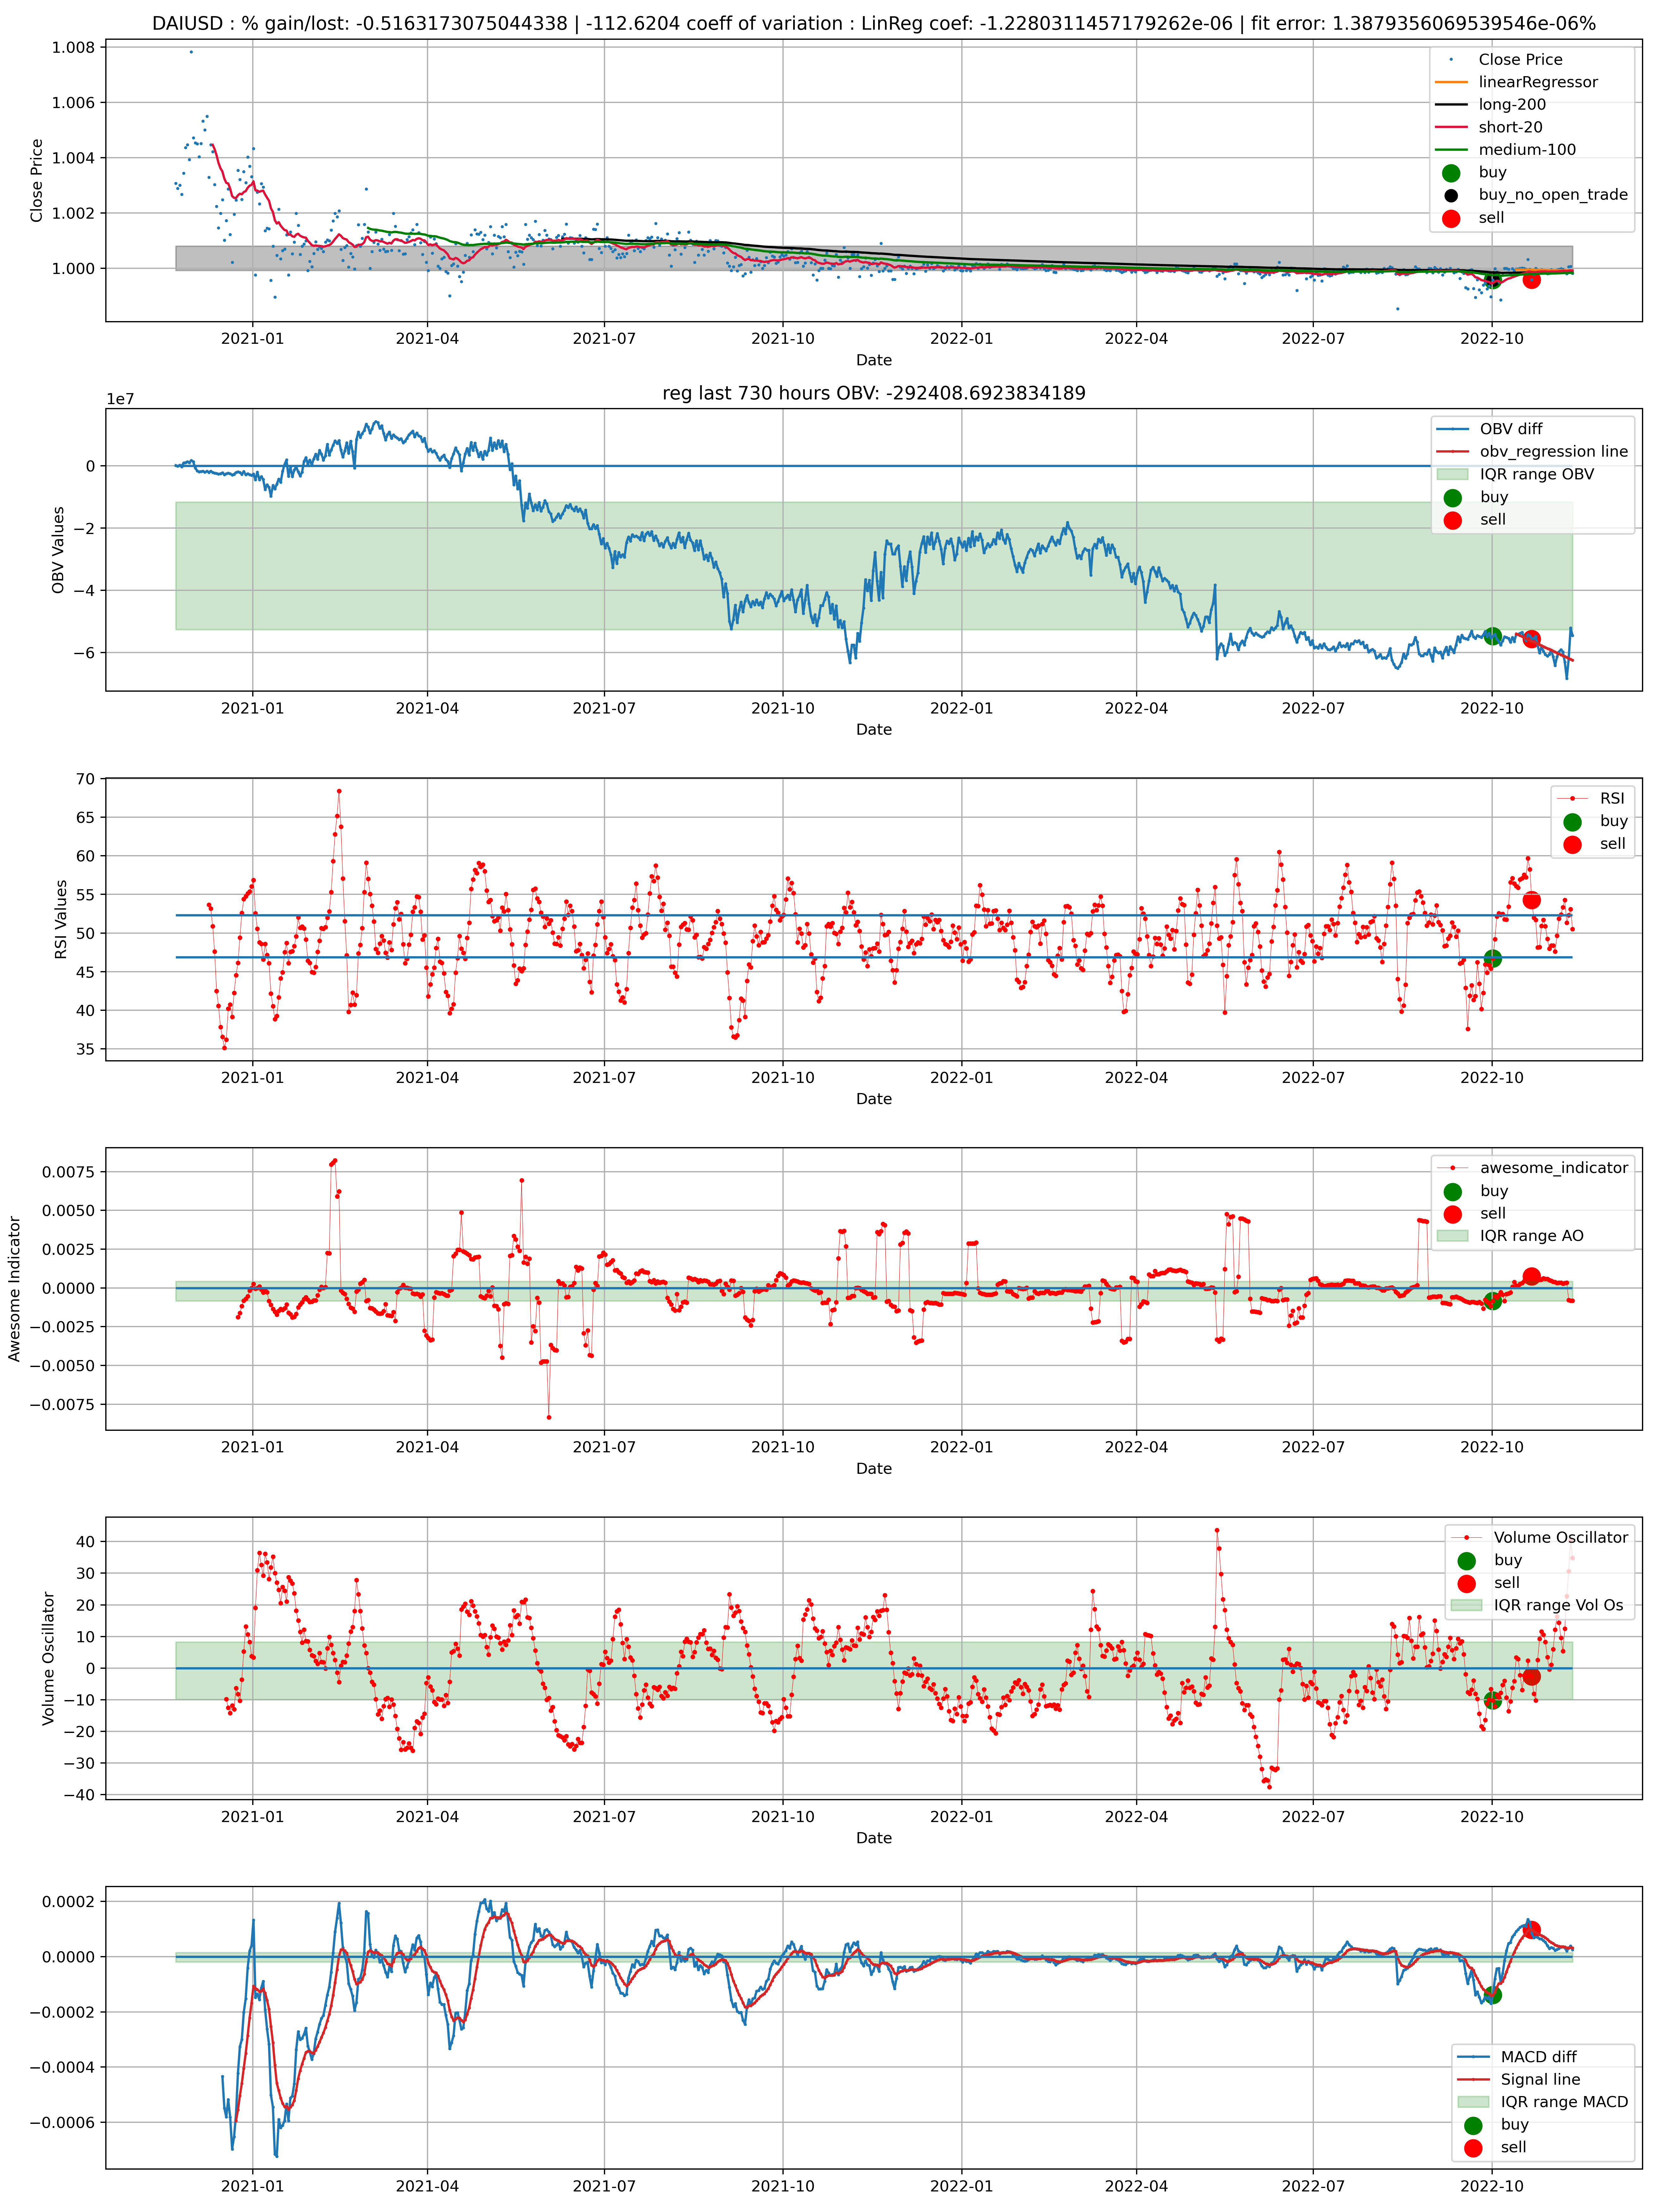 DAIUSD : % gain/lost: -0.5163173075044338 | -112.6204 coeff of variation : LinReg coef: -1.2280311457179262e-06 | fit error: 1.3879356069539546e-06%
1.008
1.006
1.004
1.002
1.000
Close Price
Close Price
linearRegressor
long-200
short-20
medium-100
buy
buy_no_open_trade
sell
2021-01 2021-04 2021-07 2021-10 2022-01 2022-04 2022-07 2022-10
Date
reg last 730 hours OBV: -292408.6923834189
1e7
0
−2
−4
−6
OBV Values
OBV diff
obv_regression line
IQR range OBV
buy
sell
2021-01 2021-04 2021-07 2021-10 2022-01 2022-04 2022-07 2022-10
Date
70
65
60
55
50
45
40
35
RSI Values
RSI
buy
sell
2021-01 2021-04 2021-07 2021-10 2022-01 2022-04 2022-07 2022-10
Date
0.0075
0.0050
0.0025
0.0000
−0.0025
−0.0050
−0.0075
Awesome Indicator
awesome_indicator
buy
sell
IQR range AO
2021-01 2021-04 2021-07 2021-10 2022-01 2022-04 2022-07 2022-10
Date
40
30
20
10
0
−10
−20
−30
−40
Volume Oscillator
Volume Oscillator
buy
sell
IQR range Vol Os
2021-01 2021-04 2021-07 2021-10 2022-01 2022-04 2022-07 2022-10
Date
0.0002
0.0000
−0.0002
−0.0004
−0.0006
MACD diff
Signal line
IQR range MACD
buy
sell
2021-01 2021-04 2021-07 2021-10 2022-01 2022-04 2022-07 2022-10